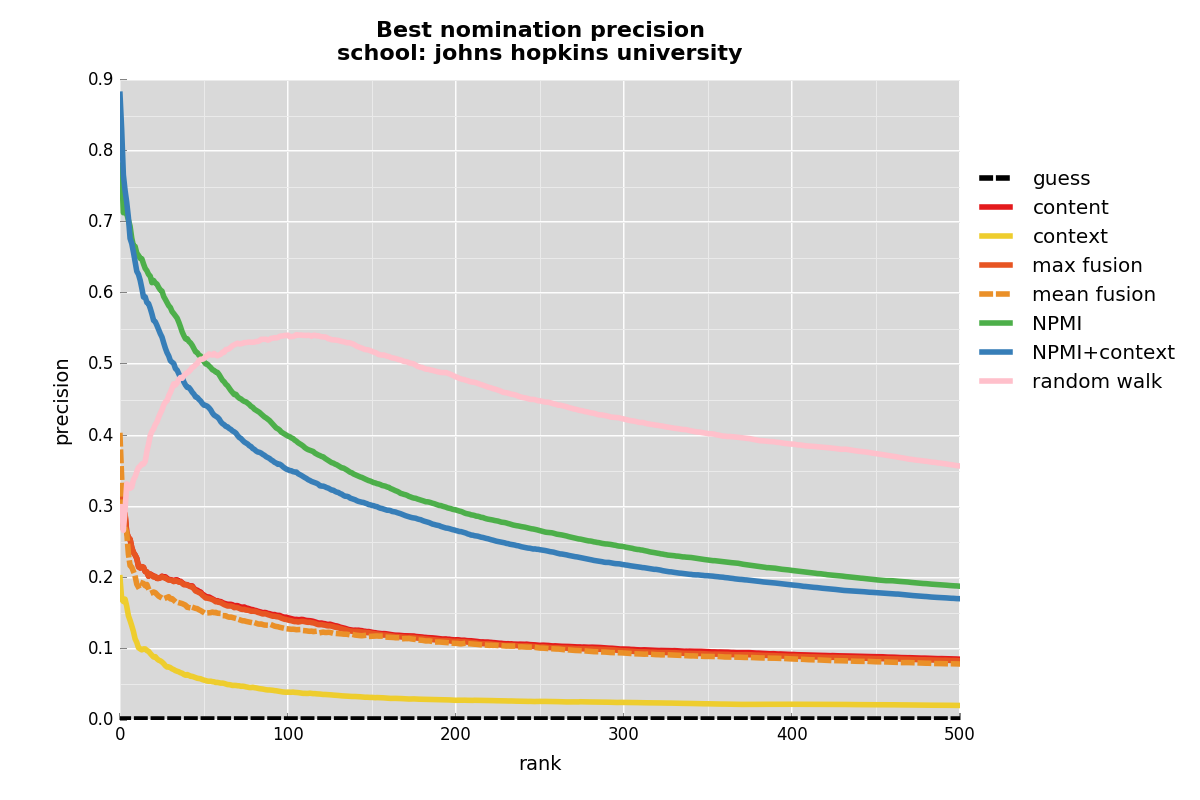 Best nomination precision
school: johns hopkins university
precision
0.9
0.8
0.7
0.6
0.5
0.4
0.3
0.2
0.1
0.0
0 100 200 300 400 500
rank
guess
content
context
max fusion
mean fusion
NPMI
NPMI+context
random walk